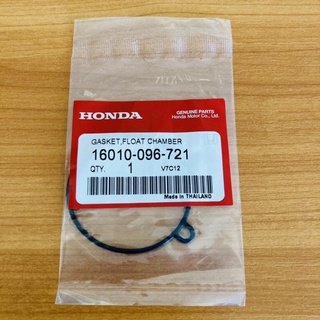 HONDA
GENUINE PARTS
Honda Motor Co., Ltd.
GASKET,FLOAT CHAMBER
16010-096-721
QTY. 1 V7C12
Made in THAILAND